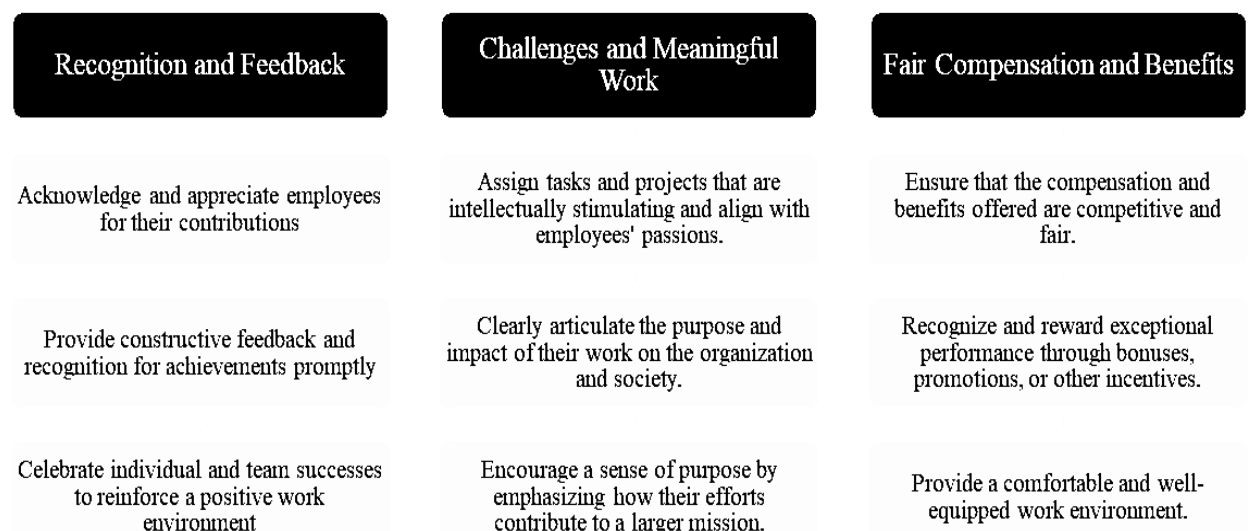 Recognition and Feedback
Acknowledge and appreciate employees
for their contributions
Provide constructive feedback and
recognition for achievements promptly
Celebrate individual and team successes
to reinforce a positive work
environment
Challenges and Meaningful
Work
Assign tasks and projects that are
intellectually stimulating and align with
employees' passions.
Clearly articulate the purpose and
impact of their work on the organization
and society.
Encourage a sense of purpose by
emphasizing how their efforts
contribute to a larger mission.
Fair Compensation and Benefits
Ensure that the compensation and
benefits offered are competitive and
fair.
Recognize and reward exceptional
performance through bonuses,
promotions, or other incentives.
Provide a comfortable and well-
equipped work environment.